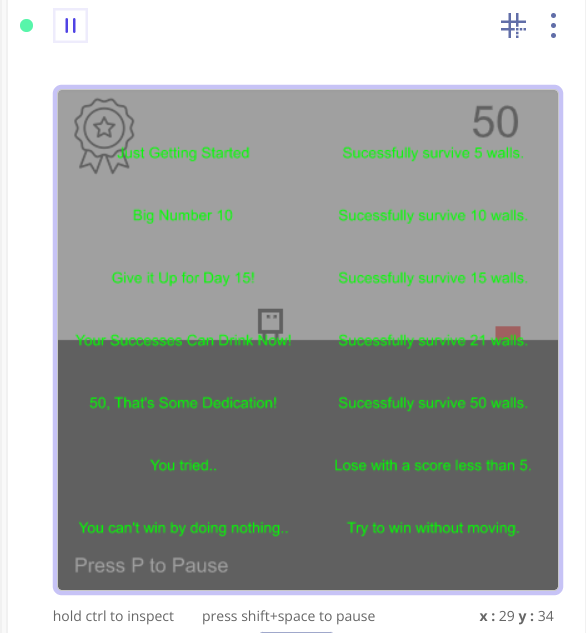 50
Just Getting Started Sucessfully survive 5 walls.
Big Number 10 Sucessfully survive 10 walls.
Give it Up for Day 15! Sucessfully survive 15 walls.
Your Successes Can Drink Now! Sucessfully survive 21 walls.
50, That's Some Dedication! Sucessfully survive 50 walls.
You tried.. Lose with a score less than 5.
You can't win by doing nothing.. Try to win without moving.
Press P to Pause
hold ctrl to inspect press shift+space to pause x : 29 y : 34